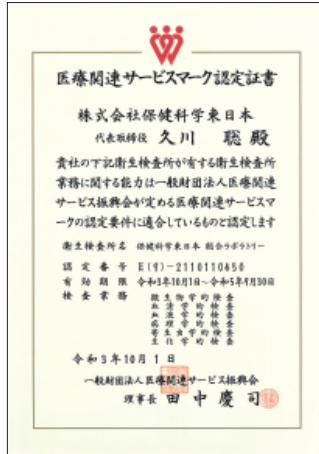 医療関連サービスマーク認定証書
株式会社保健科学東日本
代表取締役 久川 聡 殿
貴社の下記衛生検査所が有する衛生検査所
業務に関する能力は一般財団法人医療関連
サービス振興会が定める医療関連サービスマ
ークの認定要件に適合しているものと認定します
衛生検査所名 保健科学東日本 総合ラボラトリー
認定番号 E(9)-2110110650
有効期限 令和3年10月1日~令和5年9月30日
検査業務 微生物学的検査
血清学的検査
血液学的検査
病理学的検査
寄生虫学的検査
生化学的検査
令和3年10月1日
一般財団法人医療関連サービス振興会
理事長 田中慶司